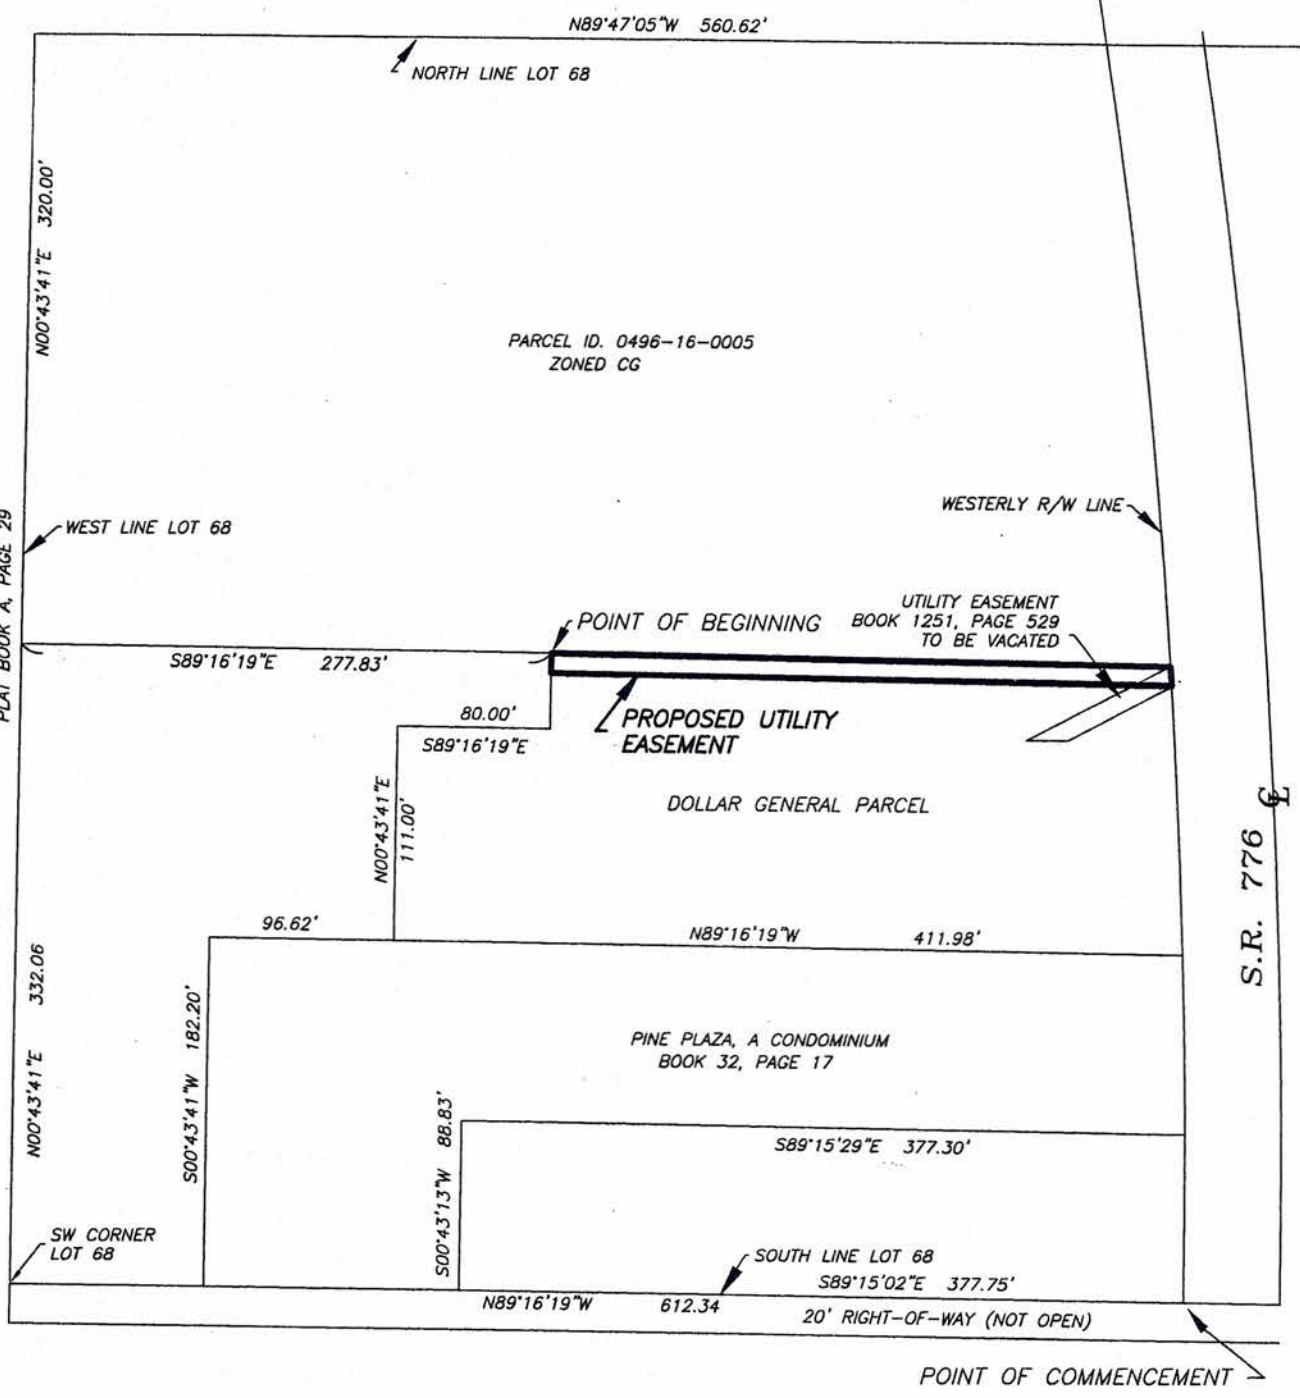 N89°47'05"W 560.62'
NORTH LINE LOT 68
N00°43'41"E 320.00'
PARCEL ID. 0496-16-0005
ZONED CG
PLAT BOOK A, PAGE 29
WEST LINE LOT 68
WESTERLY R/W LINE
UTILITY EASEMENT
BOOK 1251, PAGE 529
TO BE VACATED
POINT OF BEGINNING
S89°16'19"E 277.83'
80.00'
S89°16'19"E
PROPOSED UTILITY
EASEMENT
N00°43'41"E
111.00'
DOLLAR GENERAL PARCEL
S.R. 776 ℄
96.62'
N89°16'19"W 411.98'
N00°43'41"E 332.06
S00°43'41"W 182.20'
PINE PLAZA, A CONDOMINIUM
BOOK 32, PAGE 17
S00°43'13"W 88.83'
S89°15'29"E 377.30'
SW CORNER
LOT 68
SOUTH LINE LOT 68
S89°15'02"E 377.75'
N89°16'19"W 612.34
20' RIGHT-OF-WAY (NOT OPEN)
POINT OF COMMENCEMENT